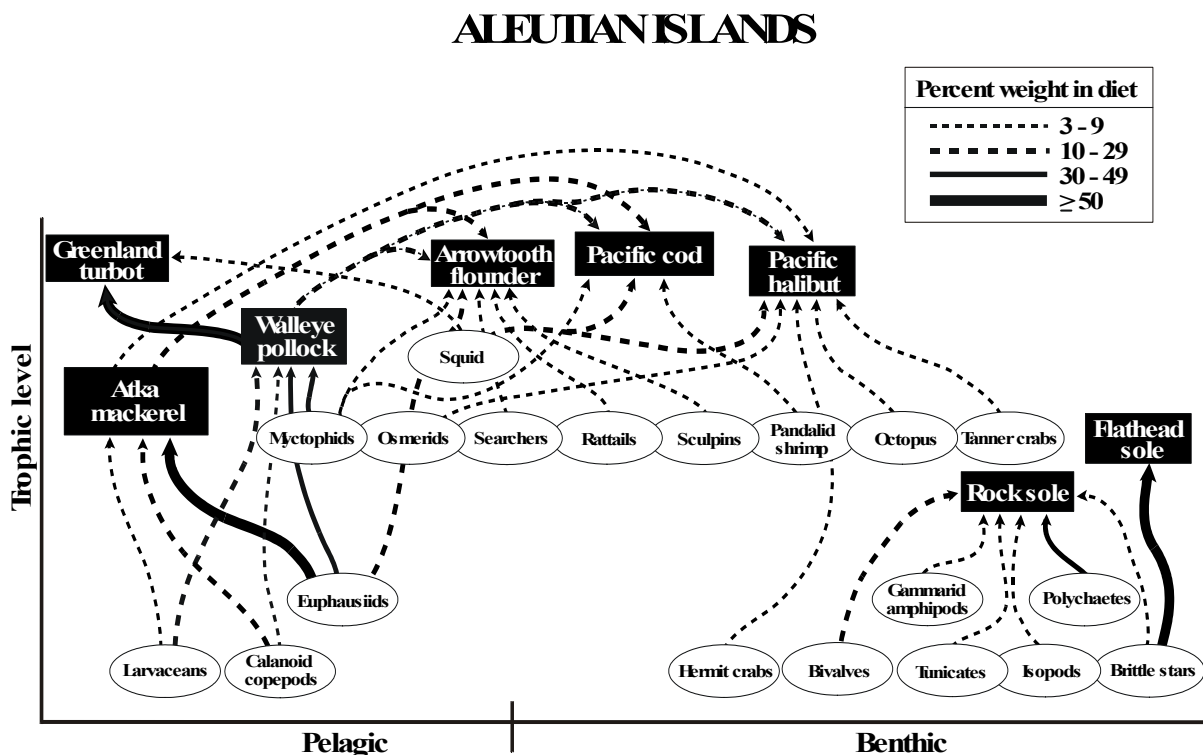 ALEUTIAN ISLANDS
Percent weight in diet
3 - 9
10 - 29
30 - 49
≥ 50
Greenland
turbot
Arrowtooth
flounder
Pacific cod
Pacific
halibut
Walleye
pollock
Squid
Atka
mackerel
Myctophids
Osmerids
Searchers
Rattails
Sculpins
Pandalid
shrimp
Octopus
Tanner crabs
Flathead
sole
Rock sole
Trophic level
Euphausiids
Gammarid
amphipods
Polychaetes
Larvaceans
Calanoid
copepods
Hermit crabs
Bivalves
Tunicates
Isopods
Brittle stars
Pelagic
Benthic